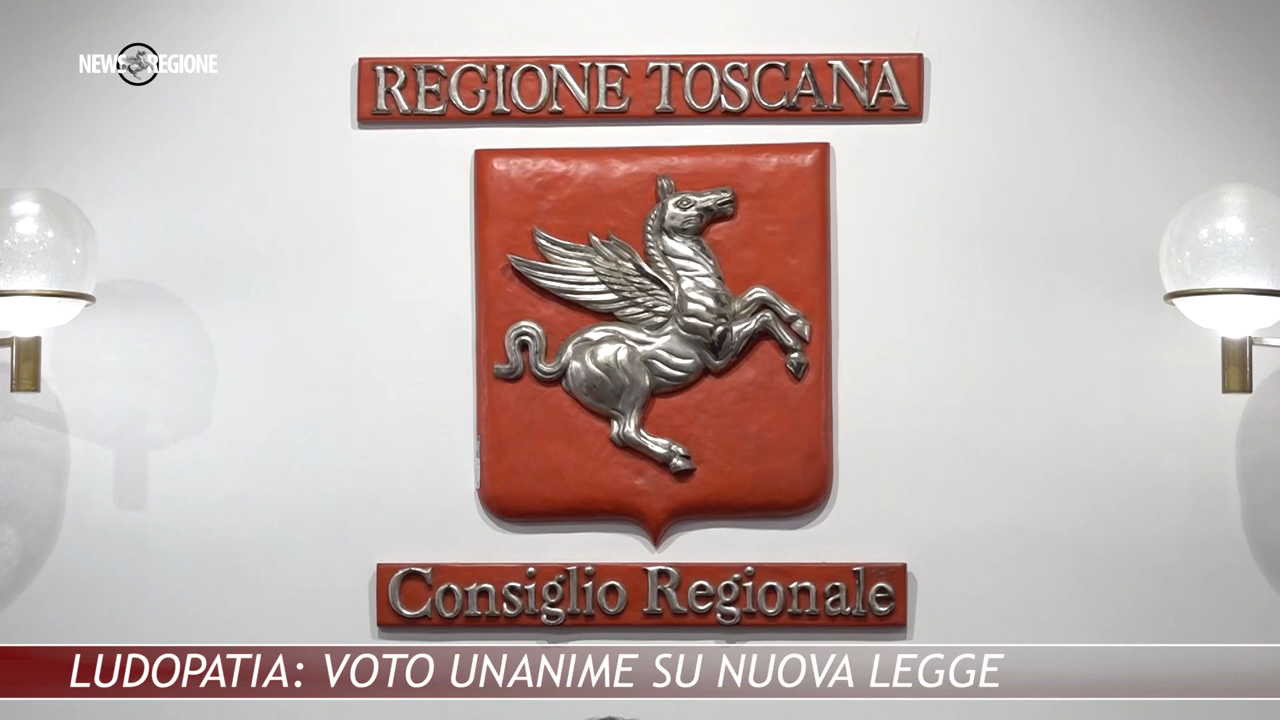 NEWS REGIONE
REGIONE TOSCANA
Consiglio Regionale
LUDOPATIA: VOTO UNANIME SU NUOVA LEGGE